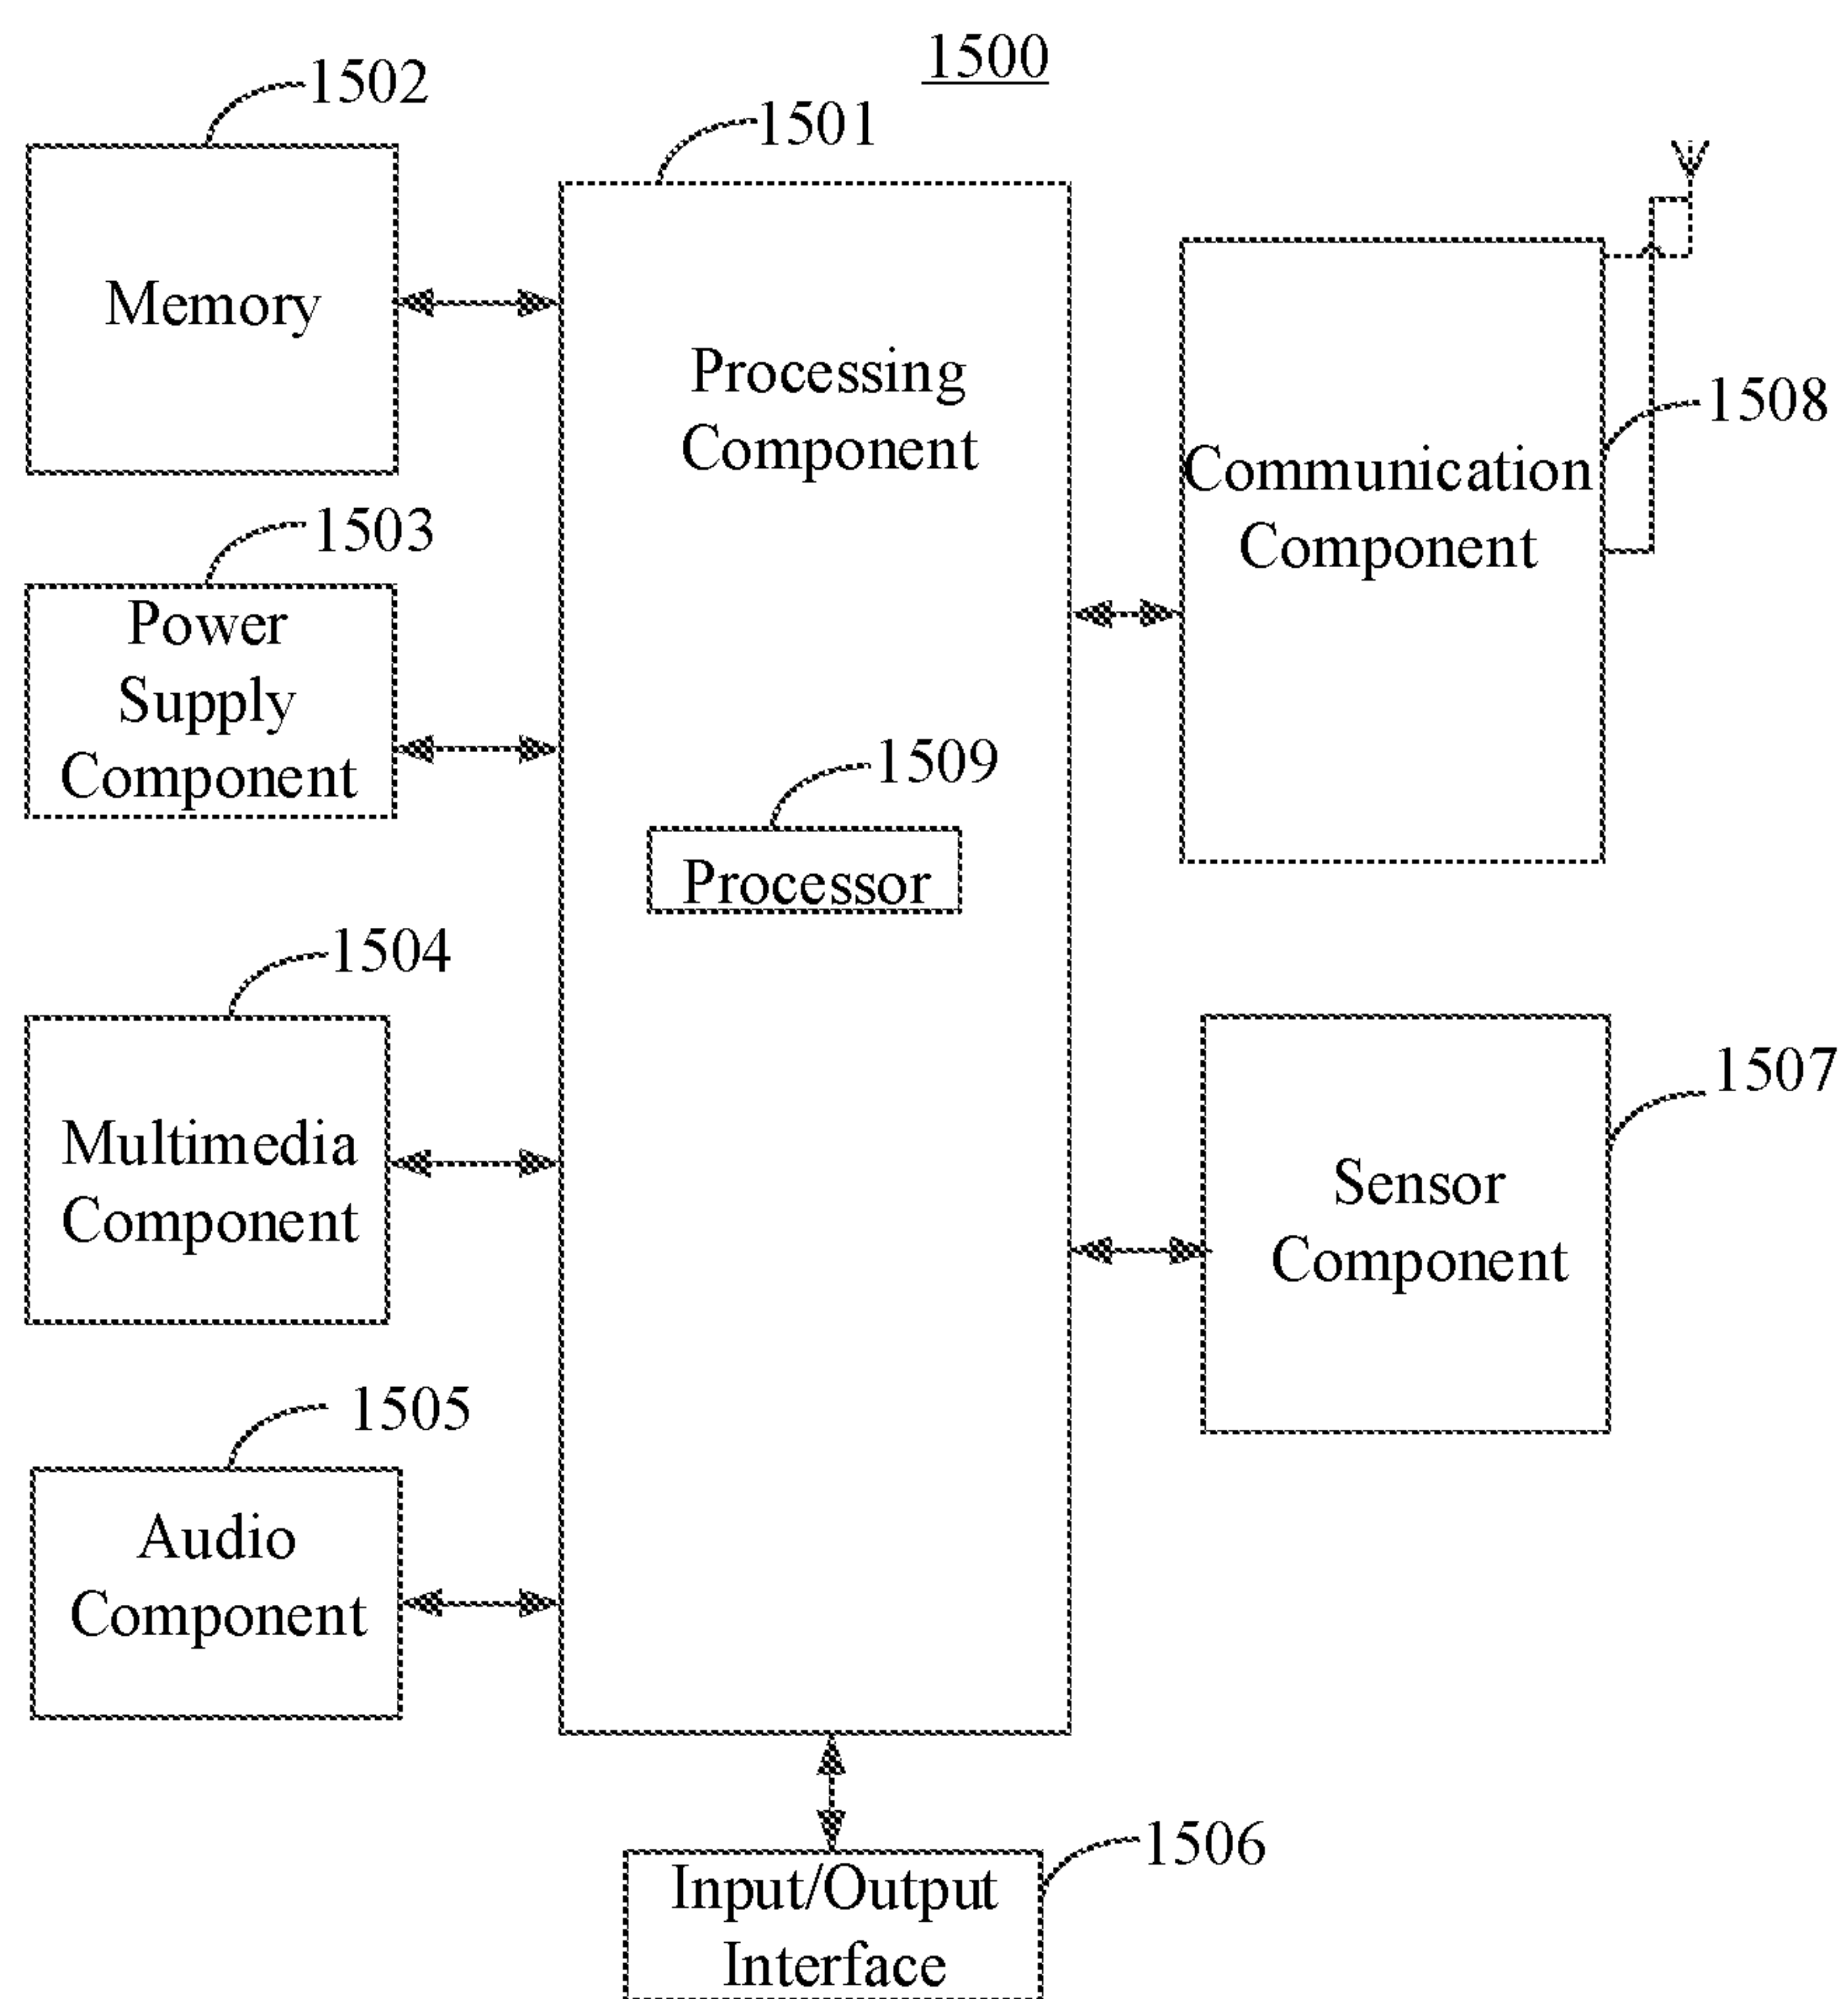 1500
1502
1501
Memory
Processing
Component
1508
Communication
Component
1503
Power
Supply
Component
1509
Processor
1504
Multimedia
Component
1507
Sensor
Component
1505
Audio
Component
1506
Input/Output
Interface